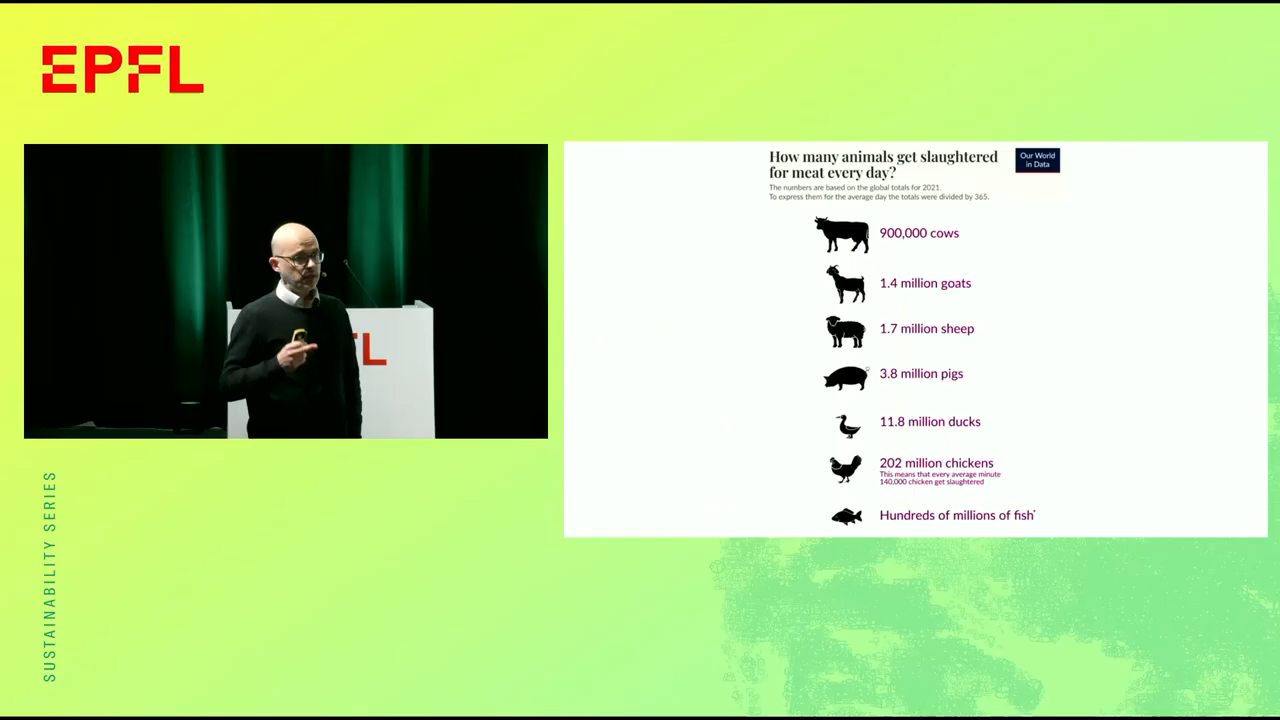 EPFL
How many animals get slaughtered
for meat every day?
Our World
in Data
The numbers are based on the global totals for 2021.
To express them for the average day the totals were divided by 365.
900,000 cows
1.4 million goats
1.7 million sheep
3.8 million pigs
11.8 million ducks
202 million chickens
This means that every average minute
140,000 chicken get slaughtered
Hundreds of millions of fish*
L
SUSTAINABILITY SERIES